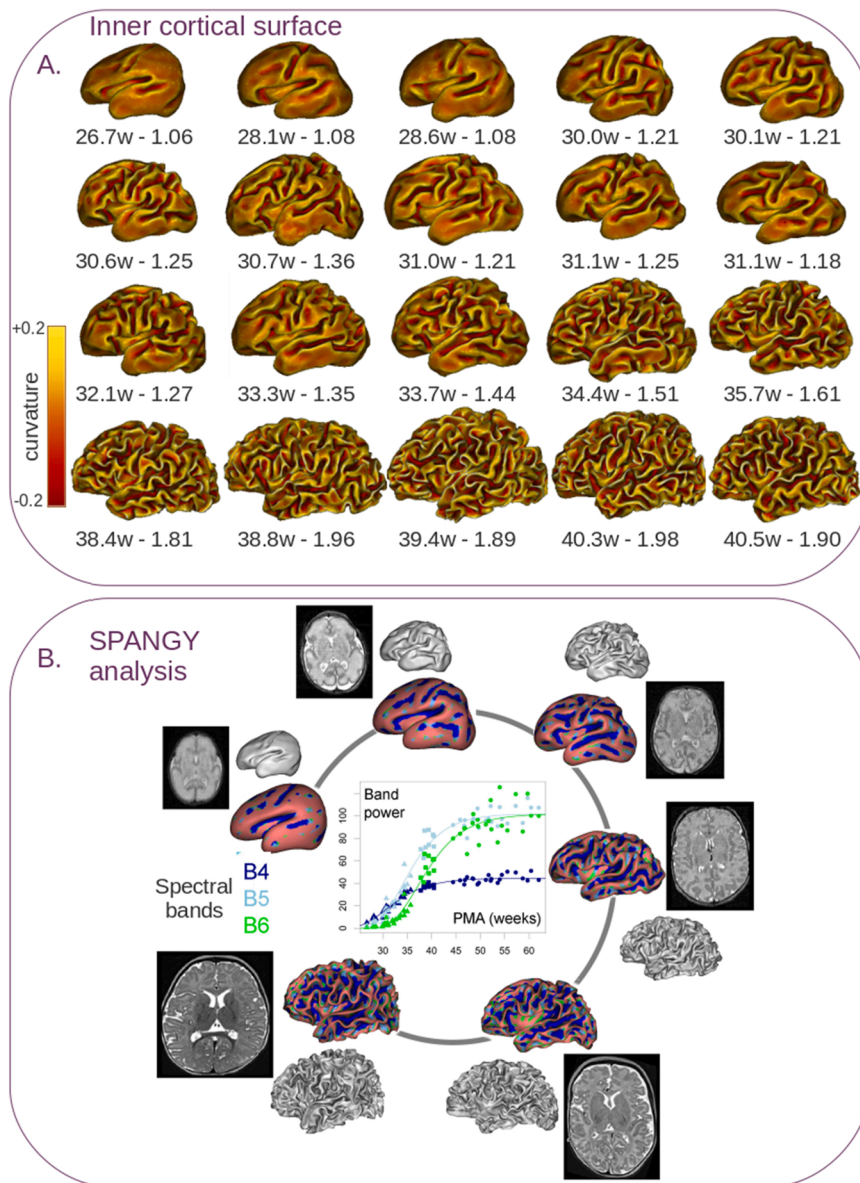 Inner cortical surface
A.
26.7w - 1.06 28.1w - 1.08 28.6w - 1.08 30.0w - 1.21 30.1w - 1.21
30.6w - 1.25 30.7w - 1.36 31.0w - 1.21 31.1w - 1.25 31.1w - 1.18
+0.2
curvature
-0.2
32.1w - 1.27 33.3w - 1.35 33.7w - 1.44 34.4w - 1.51 35.7w - 1.61
38.4w - 1.81 38.8w - 1.96 39.4w - 1.89 40.3w - 1.98 40.5w - 1.90
B. SPANGY
analysis
Band
power
100
80
60
40
20
0
PMA (weeks)
30 35 40 45 50 55 60
Spectral
bands
B4
B5
B6